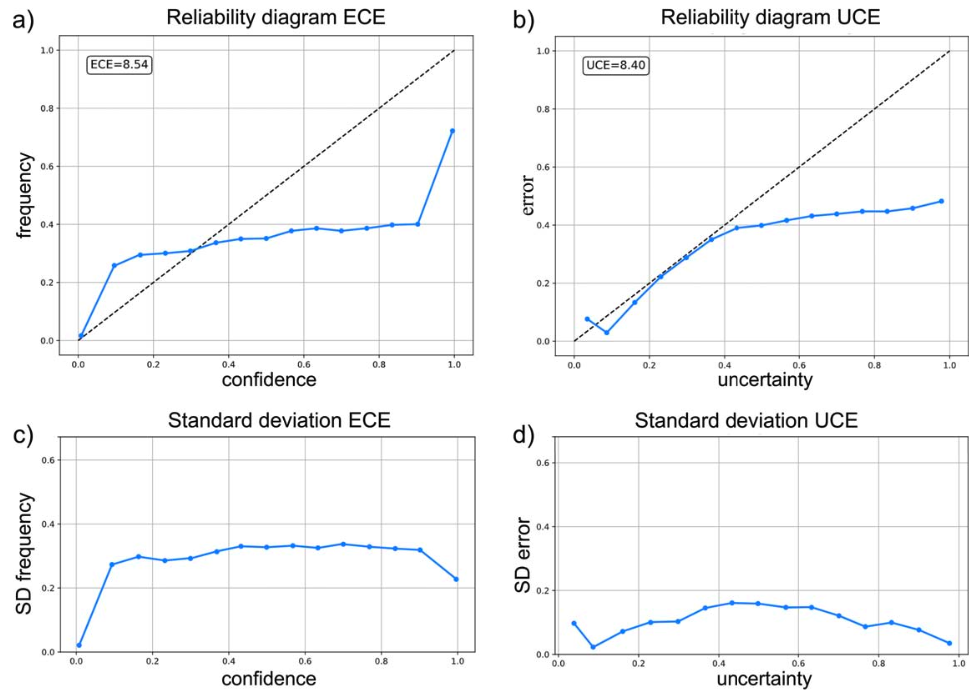 a)
Reliability diagram ECE
1.0
0.8
0.6
0.4
0.2
0.0
ECE=8.54
frequency
0.0 0.2 0.4 0.6 0.8 1.0
confidence
b)
Reliability diagram UCE
1.0
0.8
0.6
0.4
0.2
0.0
UCE=8.40
error
0.0 0.2 0.4 0.6 0.8 1.0
uncertainty
c)
Standard deviation ECE
0.6
0.4
0.2
0.0
SD frequency
0.0 0.2 0.4 0.6 0.8 1.0
confidence
d)
Standard deviation UCE
0.6
0.4
0.2
0.0
SD error
0.0 0.2 0.4 0.6 0.8 1.0
uncertainty